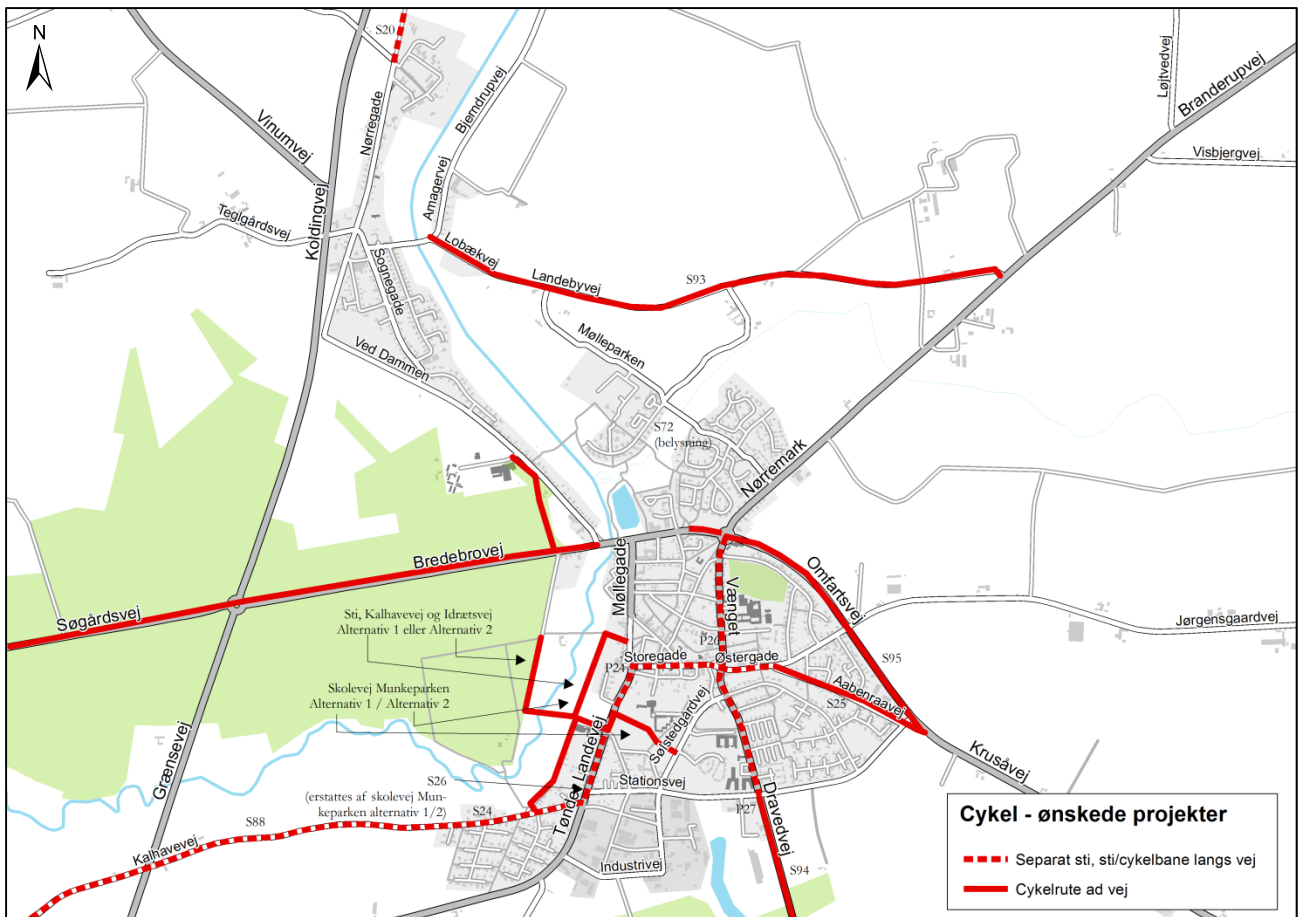 N
S20
Løjtvedvej
Branderupvej
Visbjergvej
Vinumvej
Nørregade
Bjerndrupvej
Koldingvej
Teglgårdsvej
Amagervej
Sognegade
Lobækvej
Landebyvej
S93
Mølleparken
Ved Dammen
S72
(belysning)
Nørremark
Bredebrovej
Søgårdsvej
Møllegade
Vænget
Omfartsvej
Sti, Kalhavevej og Idrætsvej
Alternativ 1 eller Alternativ 2
Jørgensgaardvej
P26
Storegade
Østergade
P24
S95
Skolevej Munkeparken
Alternativ 1 / Alternativ 2
Aabenraavej
S25
Sølstedgårdvej
Krusåvej
Grænsevej
Tønder Landevej
Stationsvej
S26
(erstattes af skolevej Mun-
keparken alternativ 1/2)
S24
S88
Kalhavevej
P27
Dravedvej
Industrivej
S94
Cykel - ønskede projekter
Separat sti, sti/cykelbane langs vej
Cykelrute ad vej